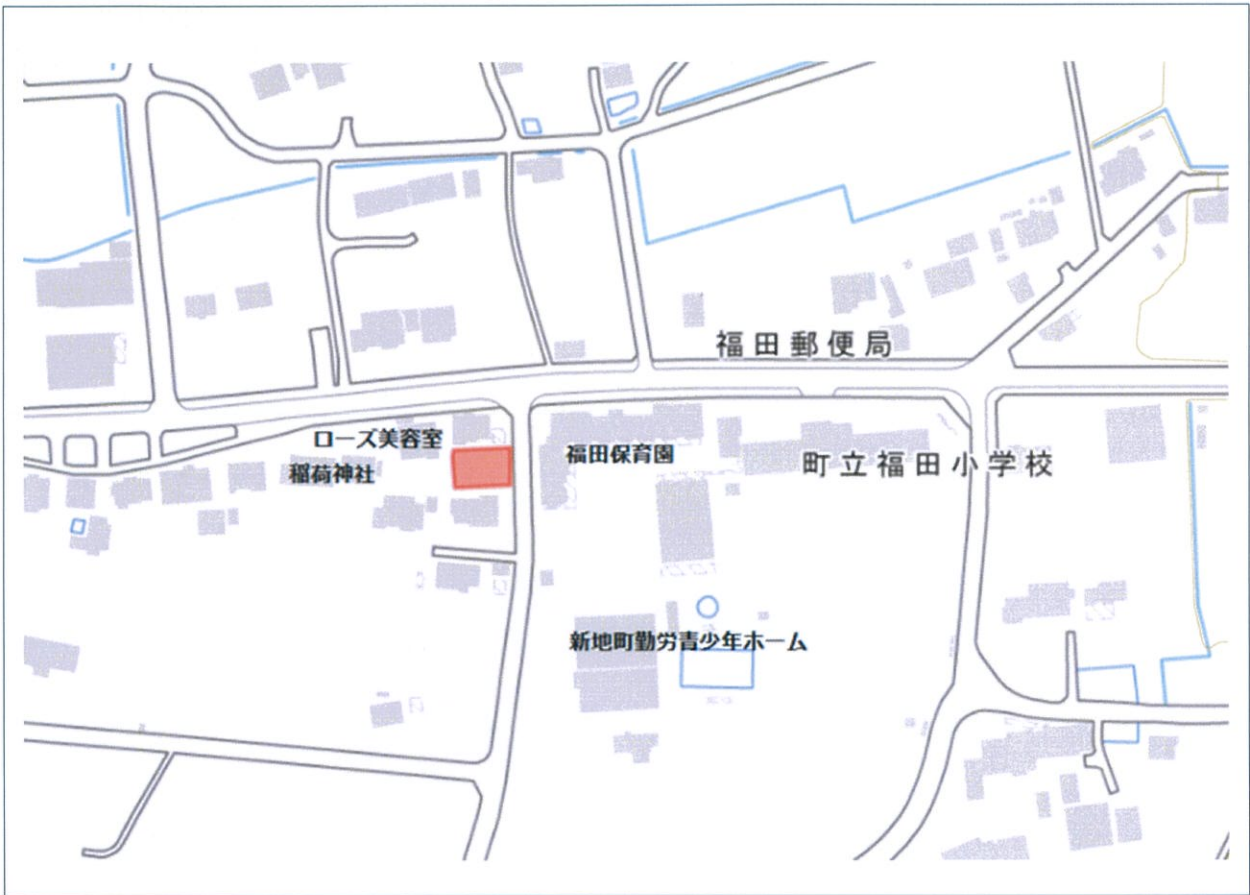 福田郵便局
ローズ美容室
稲荷神社
福田保育園
町立福田小学校
新地町勤労青少年ホーム